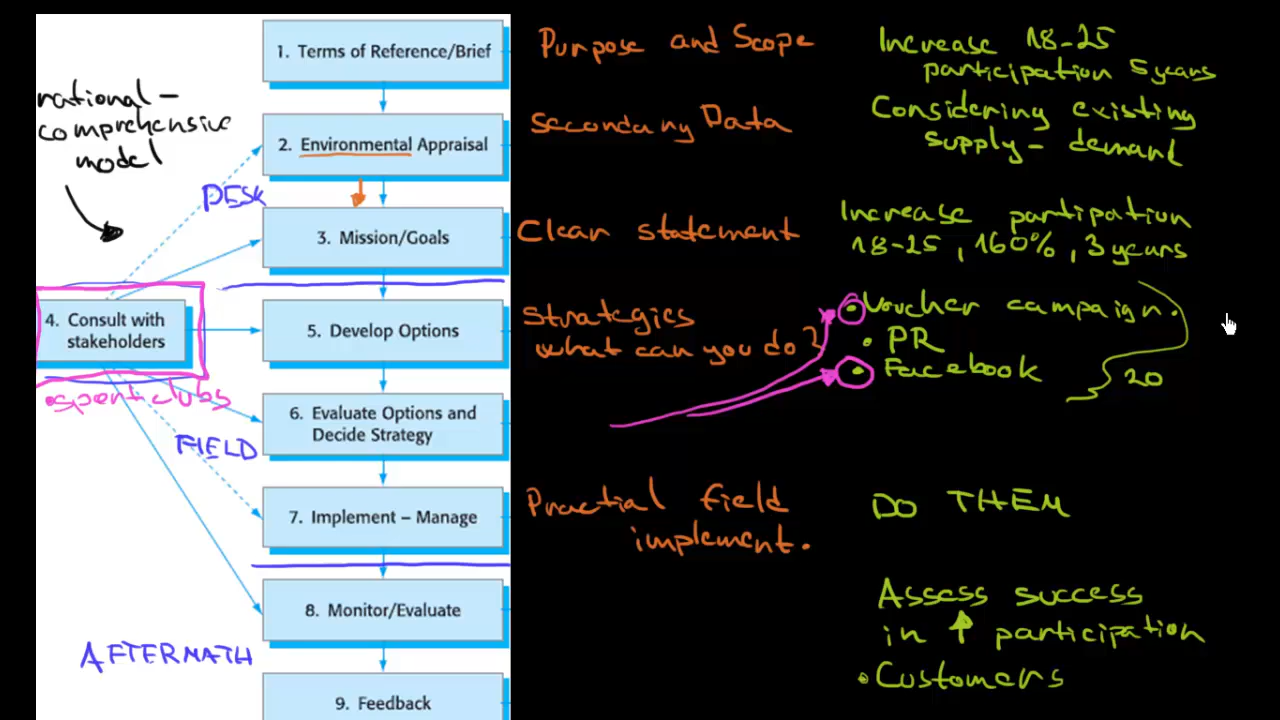 1. Terms of Reference/Brief
Purpose and Scope
Increase 18-25
participation 5 years
rational -
comprehensive
model
2. Environmental Appraisal
Secondary Data
Considering existing
supply - demand
DESK
3. Mission/Goals
Clear statement
Increase partipation
18-25, 160%, 3 years
4. Consult with
stakeholders
• sport clubs
5. Develop Options
Strategies
what can you do?
• Voucher campaign.
• PR
• Facebook
20
6. Evaluate Options and
Decide Strategy
FIELD
7. Implement – Manage
Practial field
implement.
DO THEM
8. Monitor/Evaluate
Assess success
in ↑ participation
• Customers
AFTERMATH
9. Feedback